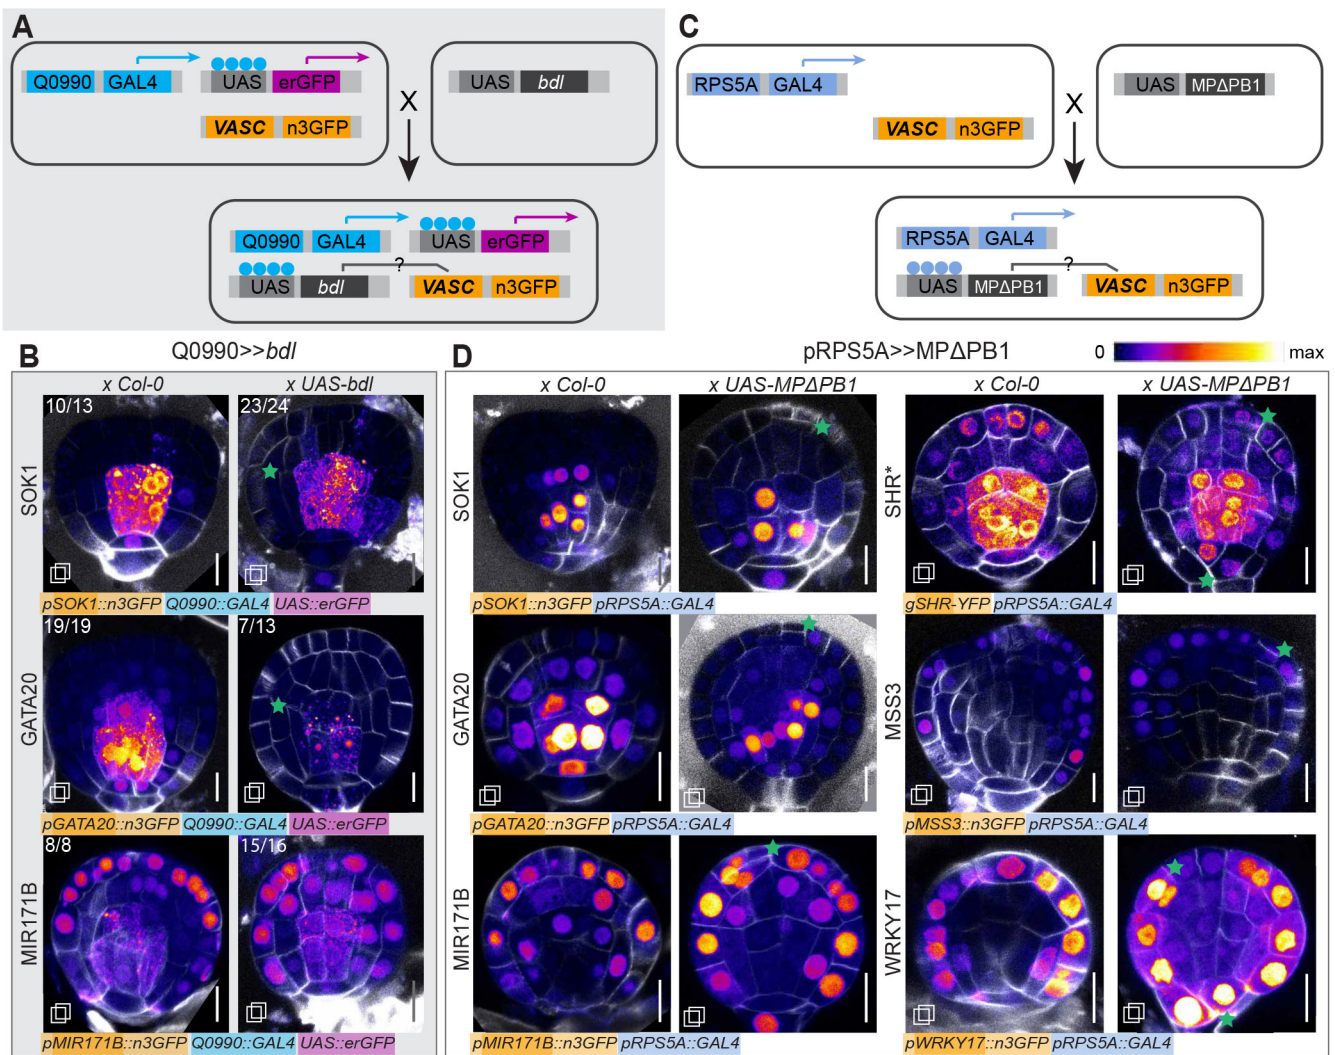 A
Q0990 GAL4 UAS erGFP
VASC n3GFP
X
UAS bdl
Q0990 GAL4 UAS erGFP
?
UAS bdl VASC n3GFP
C
RPS5A GAL4
VASC n3GFP
X
UAS MPΔPB1
RPS5A GAL4
?
UAS MPΔPB1 VASC n3GFP
B
Q0990>>bdl
x Col-0 x UAS-bdl
SOK1
10/13 23/24
pSOK1::n3GFP Q0990::GAL4 UAS::erGFP
GATA20
19/19 7/13
pGATA20::n3GFP Q0990::GAL4 UAS::erGFP
MIR171B
8/8 15/16
pMIR171B::n3GFP Q0990::GAL4 UAS::erGFP
D
pRPS5A>>MPΔPB1
0 max
x Col-0 x UAS-MPΔPB1 x Col-0 x UAS-MPΔPB1
SOK1
pSOK1::n3GFP pRPS5A::GAL4
SHR*
gSHR-YFP pRPS5A::GAL4
GATA20
pGATA20::n3GFP pRPS5A::GAL4
MSS3
pMSS3::n3GFP pRPS5A::GAL4
MIR171B
pMIR171B::n3GFP pRPS5A::GAL4
WRKY17
pWRKY17::n3GFP pRPS5A::GAL4